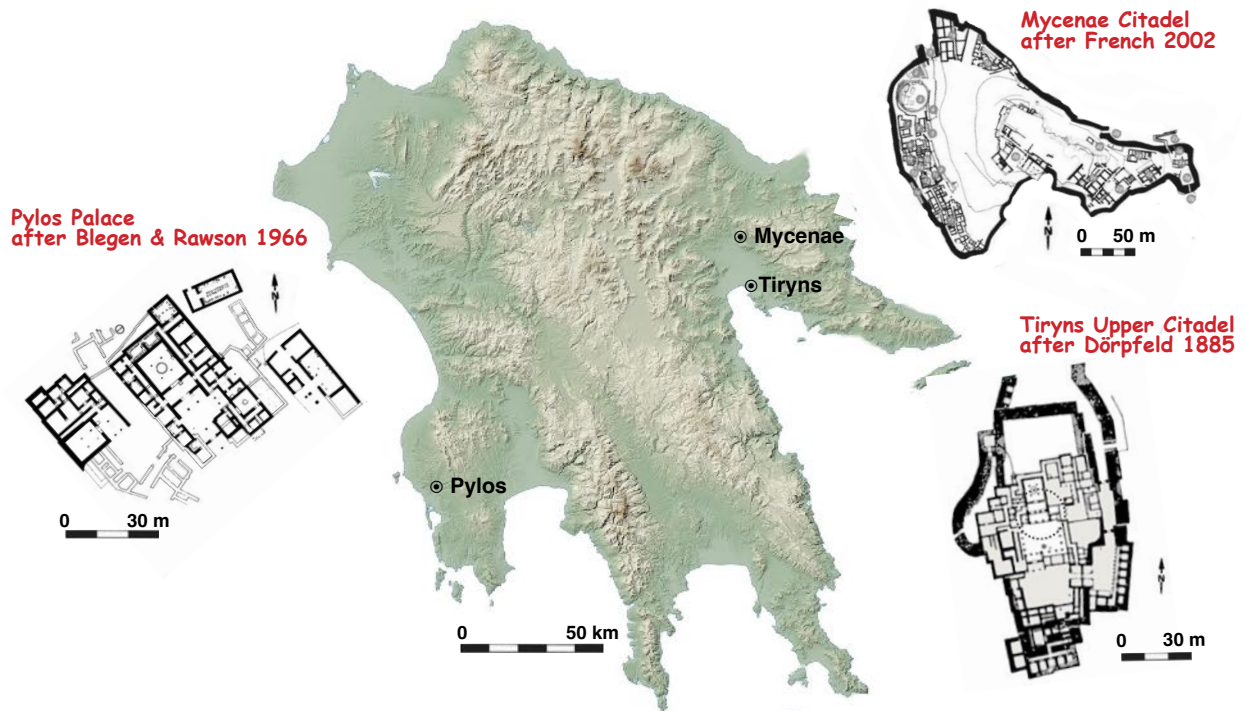 Mycenae Citadel
after French 2002
N
0 50 m
Pylos Palace
after Blegen & Rawson 1966
N
0 30 m
Mycenae
Tiryns
Pylos
0 50 km
Tiryns Upper Citadel
after Dörpfeld 1885
N
0 30 m